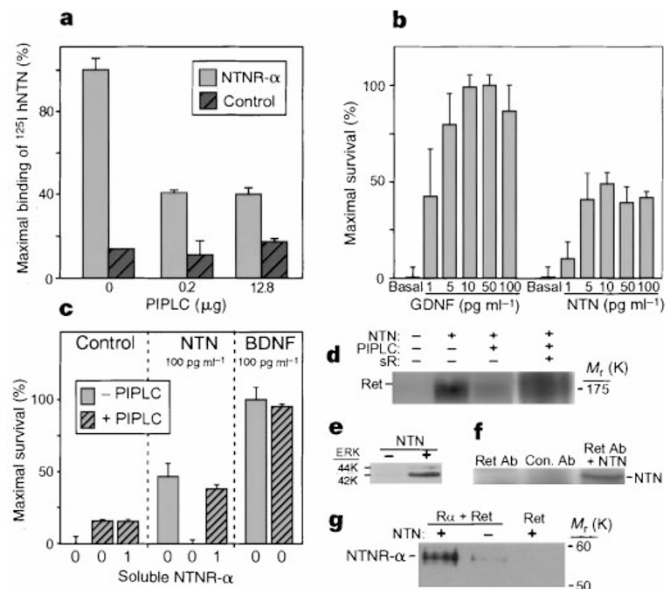 a
Maximal binding of ¹²⁵I hNTN (%)
80
40
0
NTNR-α
Control
0 0.2 12.8
PIPLC (μg)
b
Maximal survival (%)
100
50
0
Basal 1 5 10 50 100 Basal 1 5 10 50 100
GDNF (pg ml⁻¹) NTN (pg ml⁻¹)
c
Control NTN BDNF
100 pg ml⁻¹ 100 pg ml⁻¹
− PIPLC
+ PIPLC
Maximal survival (%)
100
50
0
0 0 1 0 0 1 0 0
Soluble NTNR-α
d
NTN: − + + +
PIPLC: − − + +
sR: − − − +
Mr (K)
Ret – - 175
e
NTN
ERK − +
44K
42K
f
Ret Ab Con. Ab Ret Ab + NTN
–NTN
g
Rα + Ret Ret
NTN: + − + Mr (K)
NTNR-α – - 60
50